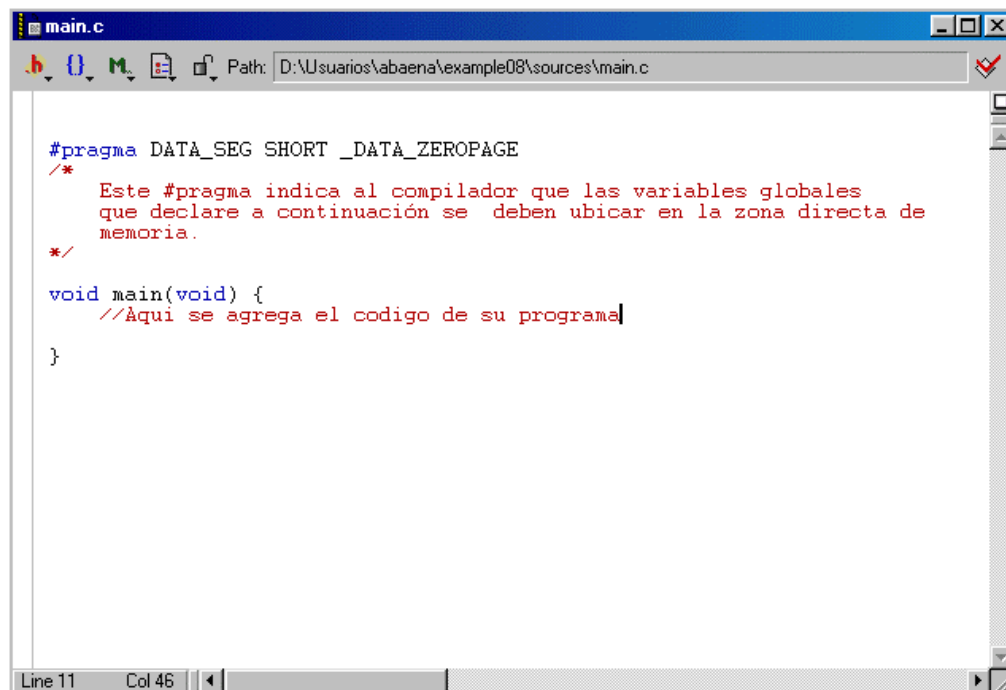 main.c
.h {} M. Path: D:\Usuarios\abaena\example08\sources\main.c
#pragma DATA_SEG SHORT _DATA_ZEROPAGE
/*
Este #pragma indica al compilador que las variables globales
que declare a continuación se  deben ubicar en la zona directa de
memoria.
*/
void main(void) {
//Aqui se agrega el codigo de su programa
}
Line 11 Col 46